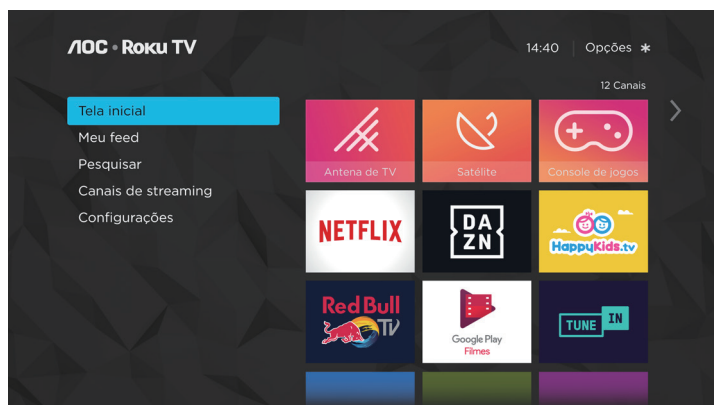 AOC • Roku TV
14:40 | Opções ✱
12 Canais
Tela inicial
Meu feed
Pesquisar
Canais de streaming
Configurações
Antena de TV
Satélite
Console de jogos
NETFLIX
DA
ZN
HappyKids.tv
Red Bull
TV
Google Play
Filmes
TUNE IN